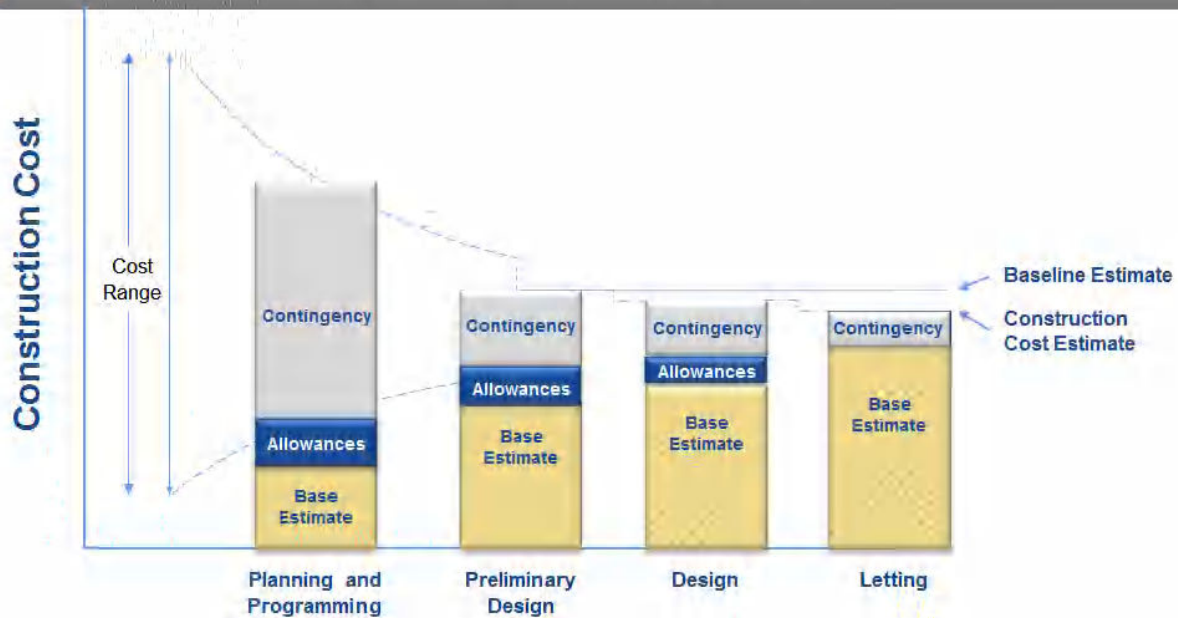 Construction Cost
Cost
Range
Contingency
Allowances
Base
Estimate
Contingency
Allowances
Base
Estimate
Contingency
Allowances
Base
Estimate
Contingency
Base
Estimate
Baseline Estimate
Construction
Cost Estimate
Planning and
Programming
Preliminary
Design
Design
Letting